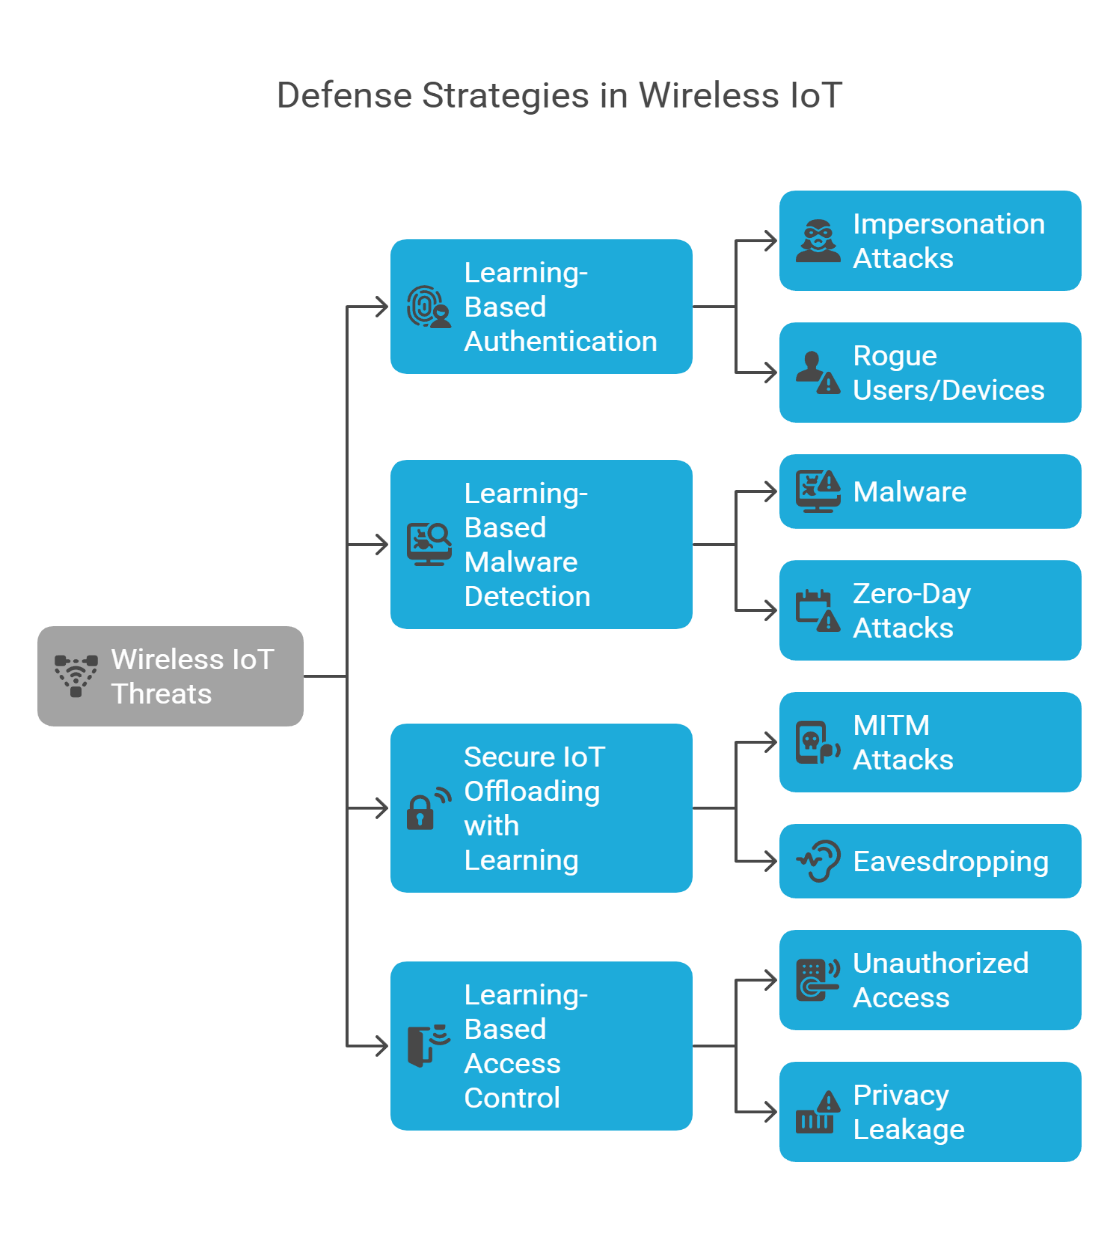 Defense Strategies in Wireless IoT
Wireless IoT
Threats
Learning-
Based
Authentication
Impersonation
Attacks
Rogue
Users/Devices
Learning-
Based
Malware
Detection
Malware
Zero-Day
Attacks
Secure IoT
Offloading
with
Learning
MITM
Attacks
Eavesdropping
Learning-
Based
Access
Control
Unauthorized
Access
Privacy
Leakage